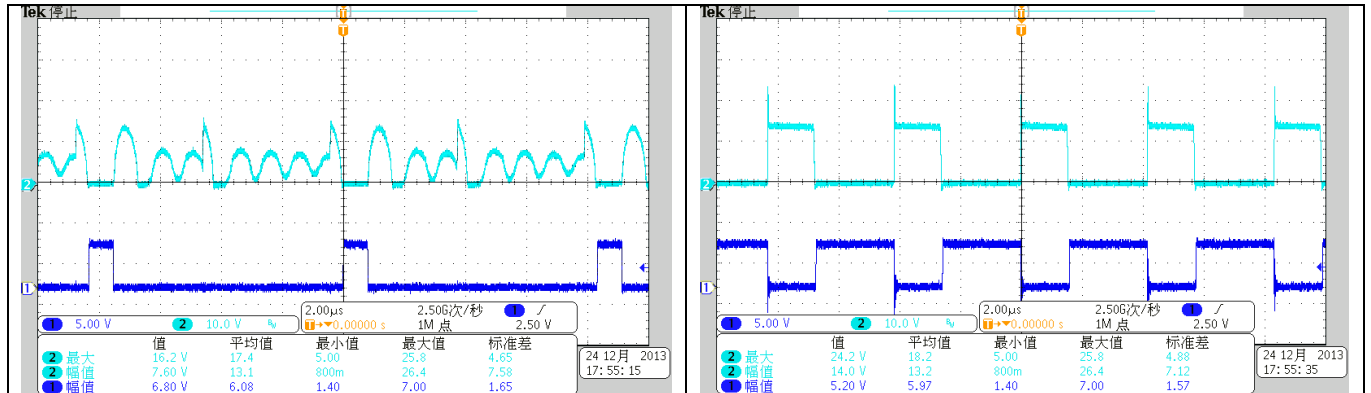 Tek 停止
T
T
2
1
2.00µs 2.50G次/秒 1
1 5.00 V 2 10.0 V T→▼0.00000 s 1M 点 2.50 V
值 平均值 最小值 最大值 标准差
2 最大 16.2 V 17.4 5.00 25.8 4.65
2 幅值 7.60 V 13.1 800m 26.4 7.58
1 幅值 6.80 V 6.08 1.40 7.00 1.65
24 12月 2013
17:55:15
Tek 停止
T
T
2
1
2.00µs 2.50G次/秒 1
1 5.00 V 2 10.0 V T→▼0.00000 s 1M 点 2.50 V
值 平均值 最小值 最大值 标准差
2 最大 24.2 V 18.2 5.00 25.8 4.88
2 幅值 14.0 V 13.2 800m 26.4 7.12
1 幅值 5.20 V 5.97 1.40 7.00 1.57
24 12月 2013
17:55:35